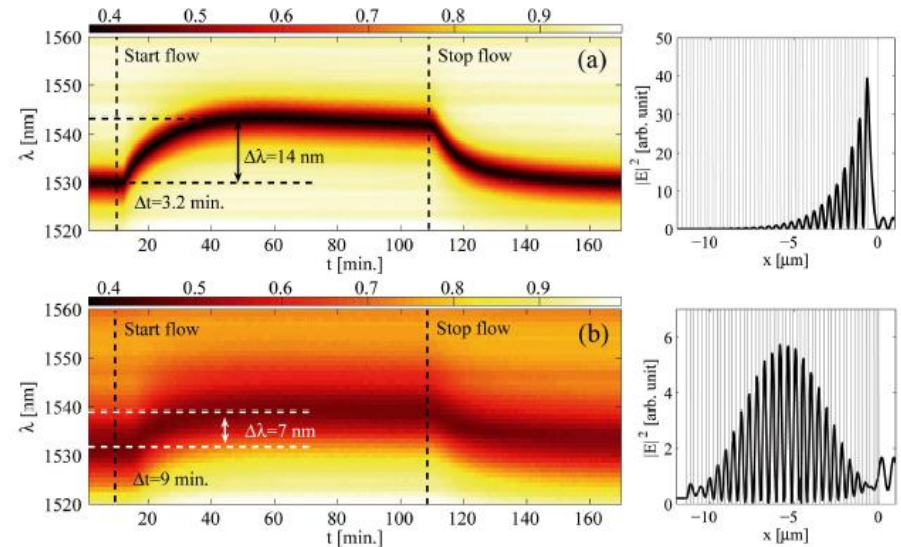 0.4 0.5 0.6 0.7 0.8 0.9
1560
1550
1540
1530
1520
λ [nm]
Start flow
Stop flow
(a)
Δλ=14 nm
Δt=3.2 min.
20 40 60 80 100 120 140 160
t [min.]
50
40
30
20
10
0
|E|² [arb. unit]
−10 −5 0
x [μm]
0.4 0.5 0.6 0.7 0.8 0.9
1560
1550
1540
1530
1520
λ [nm]
Start flow
Stop flow
(b)
Δλ=7 nm
Δt=9 min.
20 40 60 80 100 120 140 160
t [min.]
6
4
2
0
|E|² [arb. unit]
−10 −5 0
x [μm]